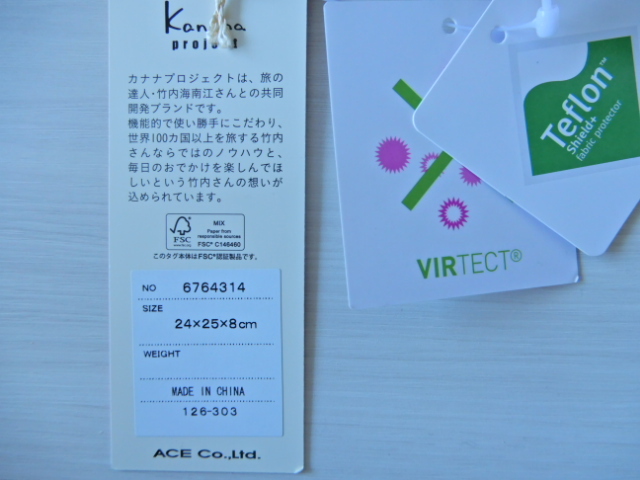 project
カナナプロジェクトは、旅の
達人・竹内海南江さんとの共同
開発ブランドです。
機能的で使い勝手にこだわり、
世界100カ国以上を旅する竹内
さんならではのノウハウと、
毎日のおでかけを楽しんでほ
しいという竹内さんの想いが
込められています。
FSC
MIX
Paper from
responsible sources
FSC® C146460
このタグ本体はFSC®認証製品です。
NO 6764314
SIZE
24×25×8cm
WEIGHT
MADE IN CHINA
126-303
ACE Co.,Ltd.
VIRTECT®
Teflon™
Shield+
fabric protector